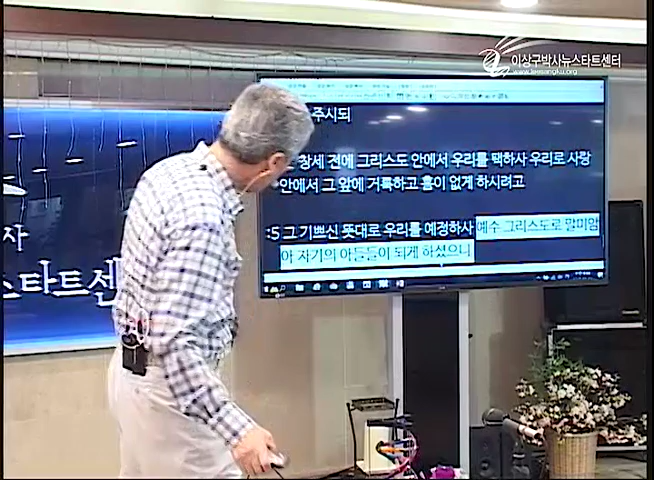 이상구박사뉴스타트센터
www.leesangku.org
주시되
창세 전에 그리스도 안에서 우리를 택하사 우리로 사랑
안에서 그 앞에 거룩하고 흠이 없게 하시려고
:5 그 기쁘신 뜻대로 우리를 예정하사 예수 그리스도로 말미암
아 자기의 아들들이 되게 하셨으니
자
스타트센